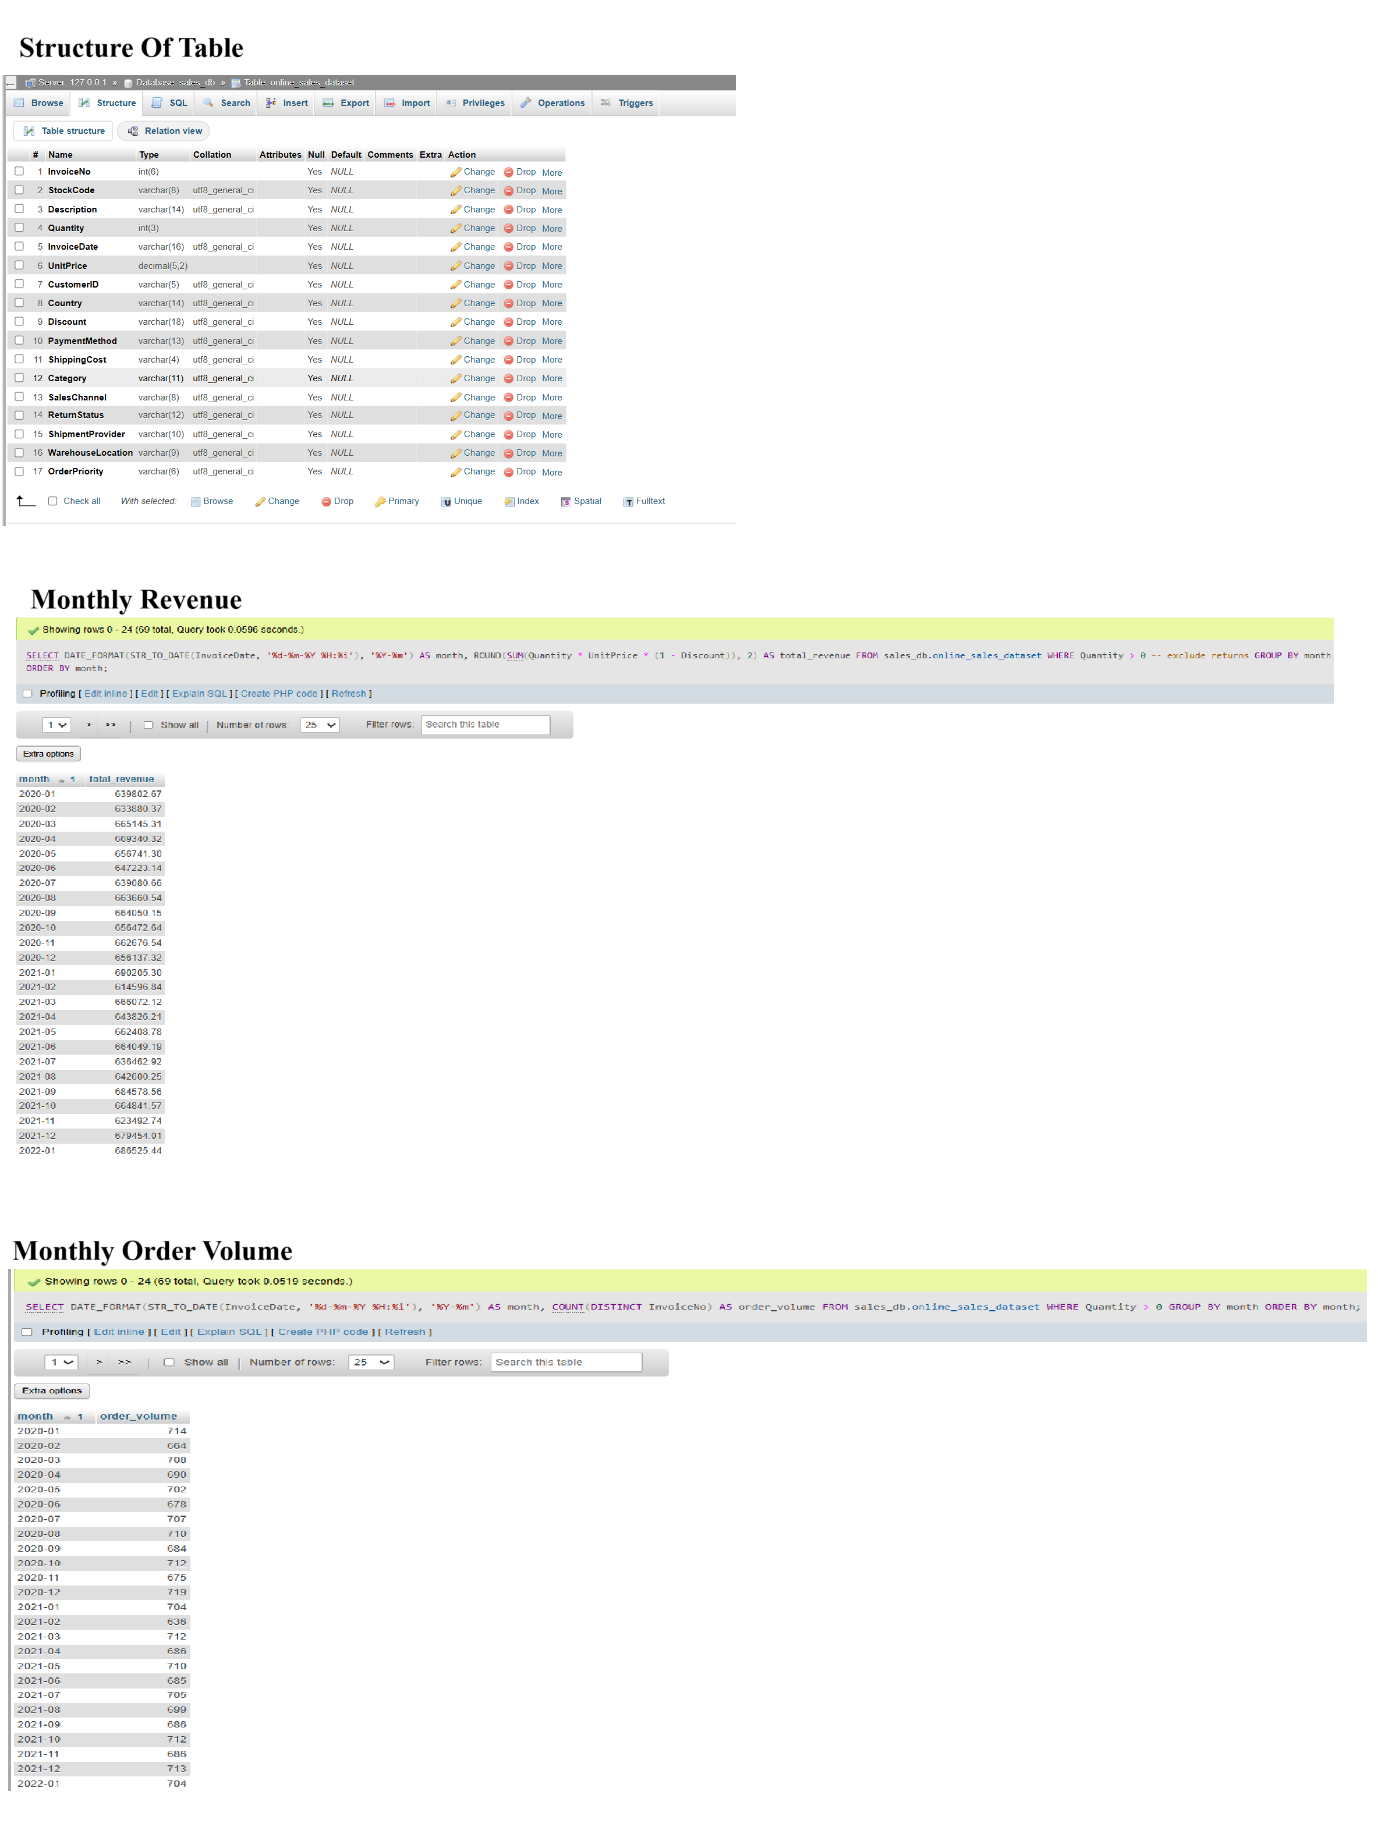 Structure Of Table
Server: 127.0.0.1 » Database: sales_db » Table: online_sales_dataset
Browse Structure SQL Search Insert Export Import Privileges Operations Triggers
Table structure Relation view
# Name Type Collation Attributes Null Default Comments Extra Action
1 InvoiceNo int(6) Yes NULL Change Drop More
2 StockCode varchar(8) utf8_general_ci Yes NULL Change Drop More
3 Description varchar(14) utf8_general_ci Yes NULL Change Drop More
4 Quantity int(3) Yes NULL Change Drop More
5 InvoiceDate varchar(16) utf8_general_ci Yes NULL Change Drop More
6 UnitPrice decimal(5,2) Yes NULL Change Drop More
7 CustomerID varchar(5) utf8_general_ci Yes NULL Change Drop More
8 Country varchar(14) utf8_general_ci Yes NULL Change Drop More
9 Discount varchar(18) utf8_general_ci Yes NULL Change Drop More
10 PaymentMethod varchar(13) utf8_general_ci Yes NULL Change Drop More
11 ShippingCost varchar(4) utf8_general_ci Yes NULL Change Drop More
12 Category varchar(11) utf8_general_ci Yes NULL Change Drop More
13 SalesChannel varchar(8) utf8_general_ci Yes NULL Change Drop More
14 ReturnStatus varchar(12) utf8_general_ci Yes NULL Change Drop More
15 ShipmentProvider varchar(10) utf8_general_ci Yes NULL Change Drop More
16 WarehouseLocation varchar(9) utf8_general_ci Yes NULL Change Drop More
17 OrderPriority varchar(6) utf8_general_ci Yes NULL Change Drop More
Check all With selected: Browse Change Drop Primary Unique Index Spatial Fulltext
Monthly Revenue
Showing rows 0 - 24 (69 total, Query took 0.0596 seconds.)
SELECT DATE_FORMAT(STR_TO_DATE(InvoiceDate, '%d-%m-%Y %H:%i'), '%Y-%m') AS month, ROUND(SUM(Quantity * UnitPrice * (1 - Discount)), 2) AS total_revenue FROM sales_db.online_sales_dataset WHERE Quantity > 0 -- exclude returns GROUP BY month
ORDER BY month;
Profiling [ Edit inline ] [ Edit ] [ Explain SQL ] [ Create PHP code ] [ Refresh ]
1 > >> | Show all | Number of rows: 25 Filter rows: Search this table
Extra options
month 1 total_revenue
2020-01 639802.67
2020-02 633880.37
2020-03 665145.31
2020-04 669340.32
2020-05 656741.30
2020-06 647223.14
2020-07 639080.66
2020-08 663660.54
2020-09 664050.15
2020-10 656472.64
2020-11 662676.54
2020-12 656137.32
2021-01 690205.30
2021-02 614596.84
2021-03 666072.12
2021-04 643826.21
2021-05 662408.78
2021-06 664049.19
2021-07 636462.92
2021-08 642600.25
2021-09 684578.56
2021-10 664841.57
2021-11 623492.74
2021-12 679454.01
2022-01 686525.44
Monthly Order Volume
Showing rows 0 - 24 (69 total, Query took 0.0519 seconds.)
SELECT DATE_FORMAT(STR_TO_DATE(InvoiceDate, '%d-%m-%Y %H:%i'), '%Y-%m') AS month, COUNT(DISTINCT InvoiceNo) AS order_volume FROM sales_db.online_sales_dataset WHERE Quantity > 0 GROUP BY month ORDER BY month;
Profiling [ Edit inline ] [ Edit ] [ Explain SQL ] [ Create PHP code ] [ Refresh ]
1 > >> | Show all | Number of rows: 25 Filter rows: Search this table
Extra options
month 1 order_volume
2020-01 714
2020-02 664
2020-03 708
2020-04 690
2020-05 702
2020-06 678
2020-07 707
2020-08 710
2020-09 684
2020-10 712
2020-11 675
2020-12 719
2021-01 704
2021-02 636
2021-03 712
2021-04 686
2021-05 710
2021-06 685
2021-07 705
2021-08 699
2021-09 686
2021-10 712
2021-11 686
2021-12 713
2022-01 704